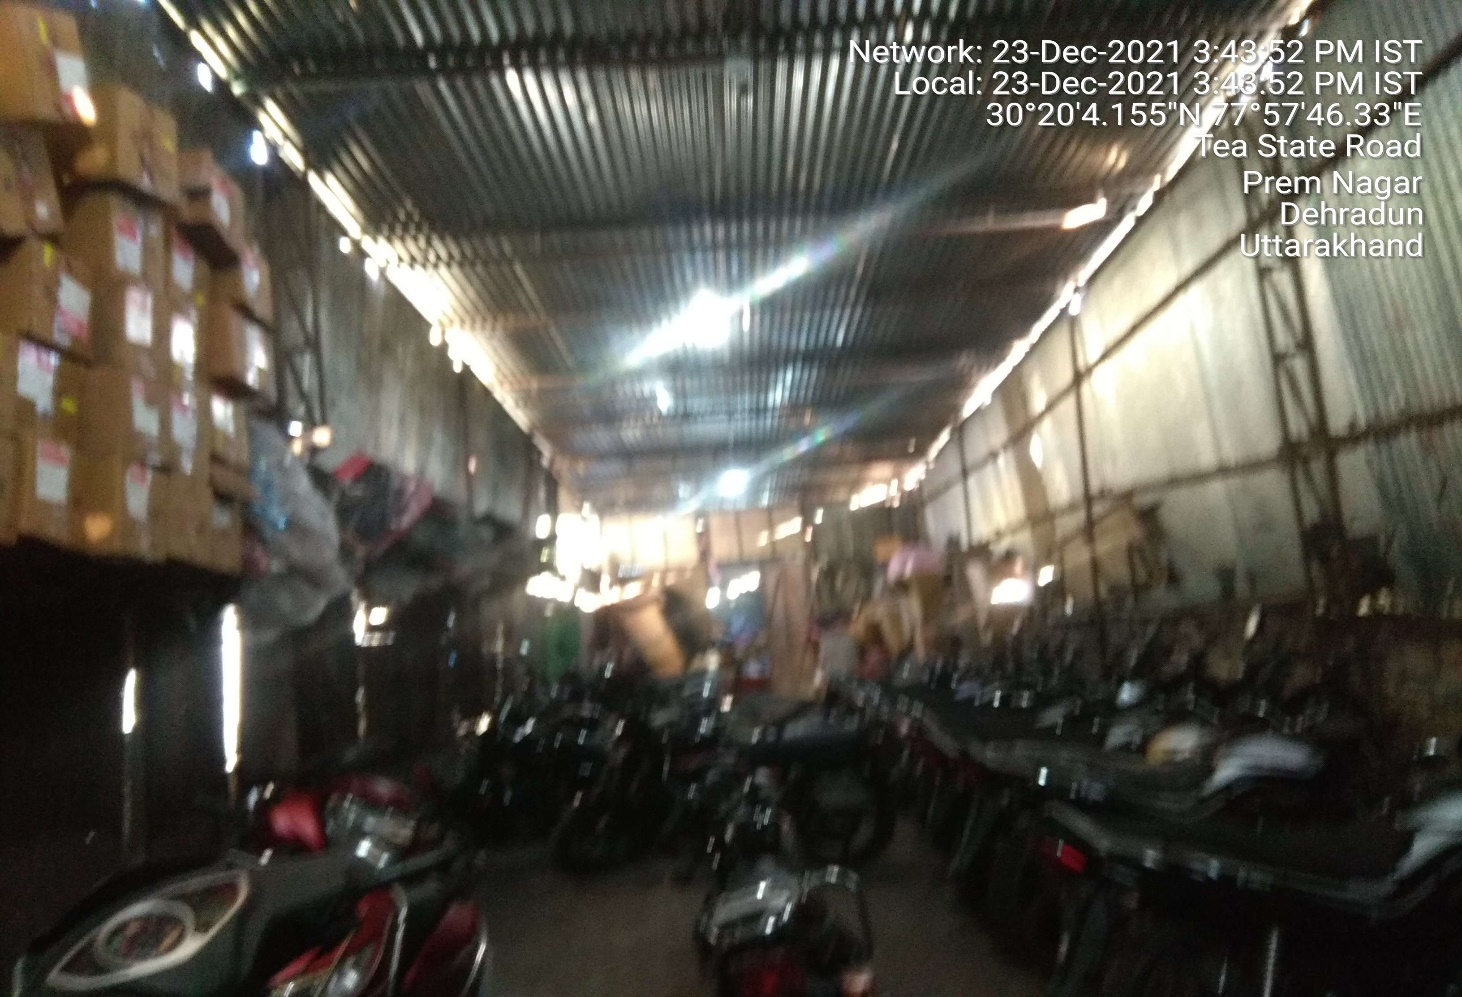 Network: 23-Dec-2021 3:43:52 PM IST
Local: 23-Dec-2021 3:43:52 PM IST
30°20'4.155"N 77°57'46.33"E
Tea State Road
Prem Nagar
Dehradun
Uttarakhand